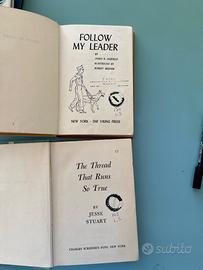 FOLLOW
MY LEADER
BY
JAMES B. GARFIELD
ILLUSTRATED BY
ROBERT GREINER
NEW YORK · THE VIKING PRESS
The Thread
That Runs
So True
BY
JESSE
STUART
CHARLES SCRIBNER'S SONS, NEW YORK
subito